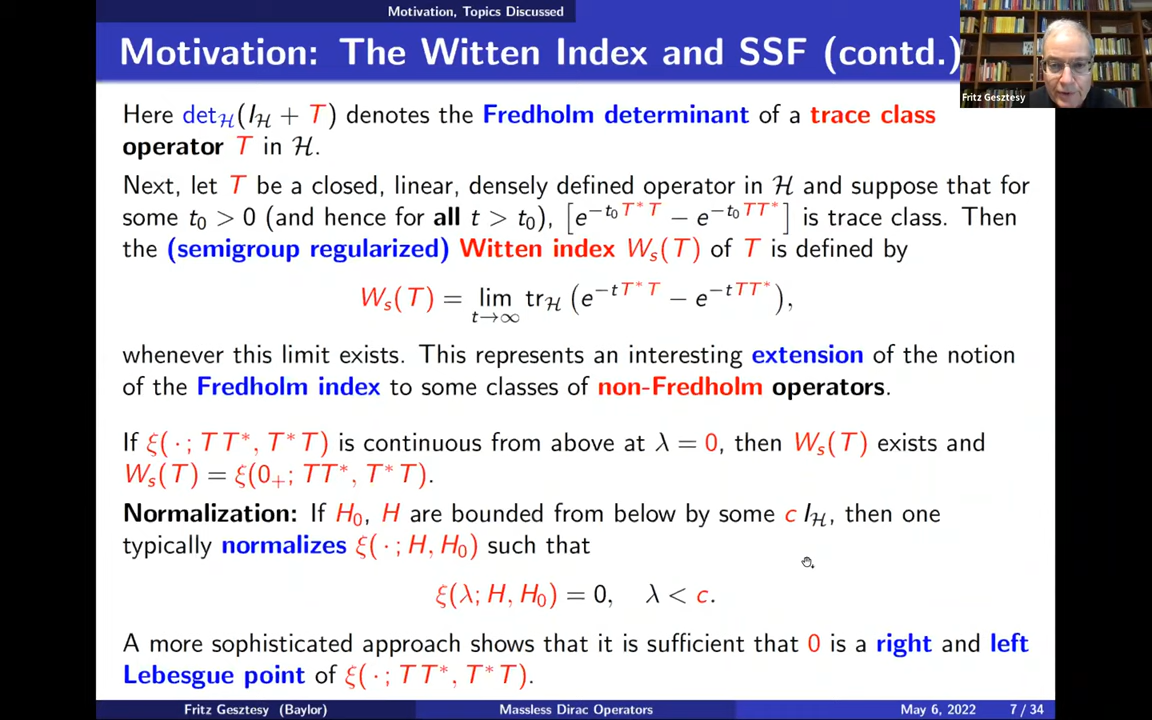 Motivation, Topics Discussed
Motivation: The Witten Index and SSF (contd.)
Fritz Gesztesy
Here det_ℋ(I_ℋ + T) denotes the Fredholm determinant of a trace class
operator T in ℋ.
Next, let T be a closed, linear, densely defined operator in ℋ and suppose that for
some t₀ > 0 (and hence for all t > t₀), [e^{−t₀T*T} − e^{−t₀TT*}] is trace class. Then
the (semigroup regularized) Witten index W_s(T) of T is defined by
W_s(T) = lim_{t→∞} tr_ℋ (e^{−tT*T} − e^{−tTT*}),
whenever this limit exists. This represents an interesting extension of the notion
of the Fredholm index to some classes of non-Fredholm operators.
If ξ( · ; TT*, T*T) is continuous from above at λ = 0, then W_s(T) exists and
W_s(T) = ξ(0₊; TT*, T*T).
Normalization: If H₀, H are bounded from below by some c I_ℋ, then one
typically normalizes ξ( · ; H, H₀) such that
ξ(λ; H, H₀) = 0, λ < c.
A more sophisticated approach shows that it is sufficient that 0 is a right and left
Lebesgue point of ξ( · ; TT*, T*T).
Fritz Gesztesy (Baylor) Massless Dirac Operators May 6, 2022 7 / 34